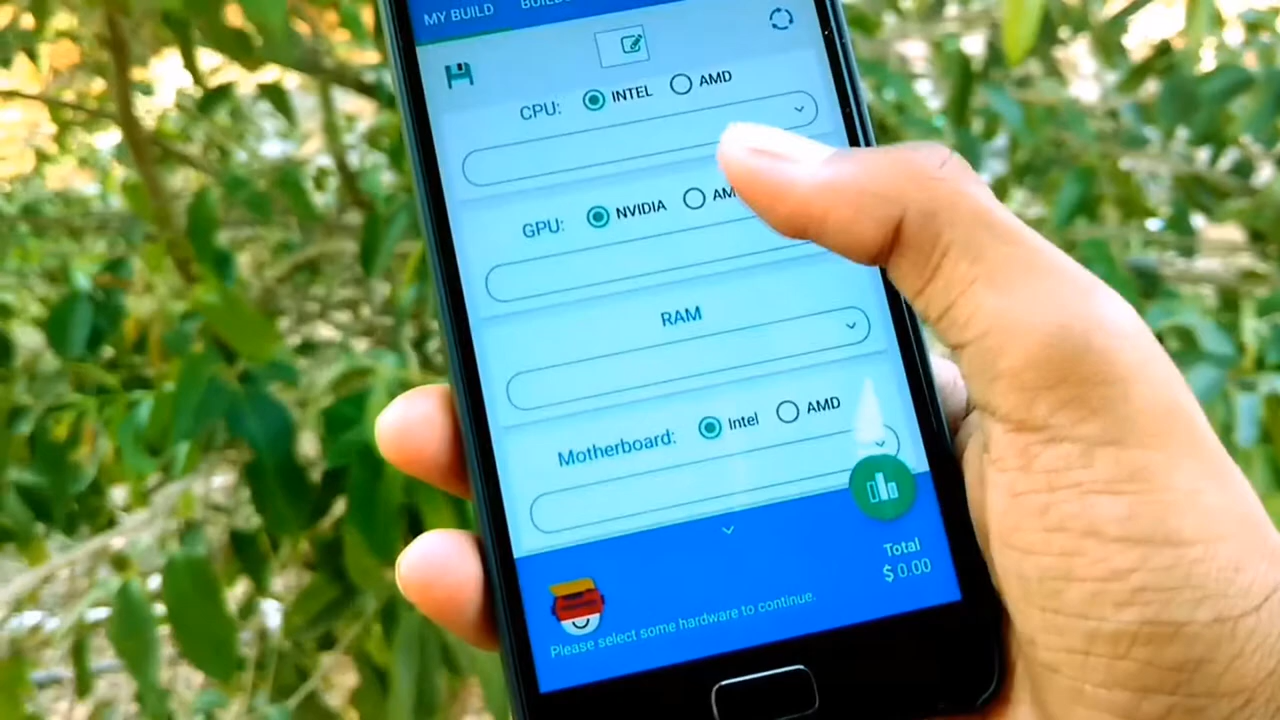 MY BUILD
CPU: INTEL AMD
GPU: NVIDIA
RAM
Motherboard: Intel AMD
Total
$ 0.00
Please select some hardware to continue.